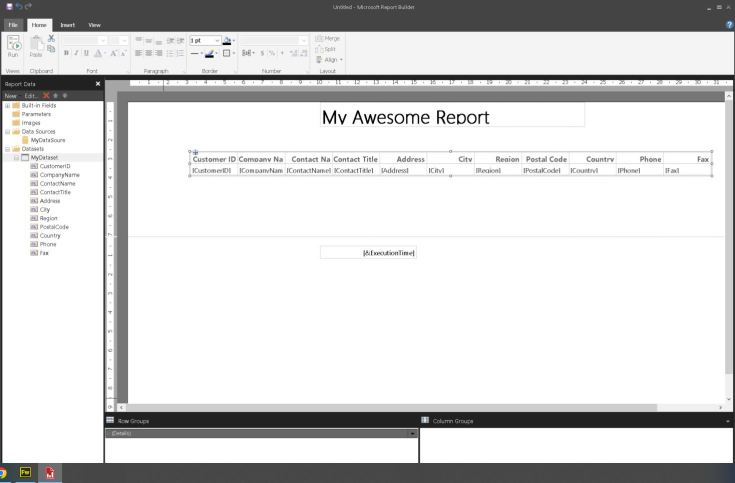 Untitled - Microsoft Report Builder
File Home Insert View
Run Paste
B I U A A A
1 pt
$ % ,
Merge
Split
Align
Views Clipboard Font Paragraph Border Number Layout
Report Data
New Edit...
Built-in Fields
Parameters
Images
Data Sources
MyDataSoure
Datasets
MyDataset
CustomerID
CompanyName
ContactName
ContactTitle
Address
City
Region
PostalCode
Country
Phone
Fax
1 2 3 4 5 6 7 8 9 10 11 12 13 14 15 16 17 18 19 20 21 22 23 24 25 26 27 28 29 30 31
My Awesome Report
Customer ID Company Na Contact Na Contact Title Address City Region Postal Code Country Phone Fax
[CustomerID] [CompanyNam [ContactName] [ContactTitle] [Address] [City] [Region] [PostalCode] [Country] [Phone] [Fax]
[&ExecutionTime]
Row Groups
Column Groups
(Details)
Fw